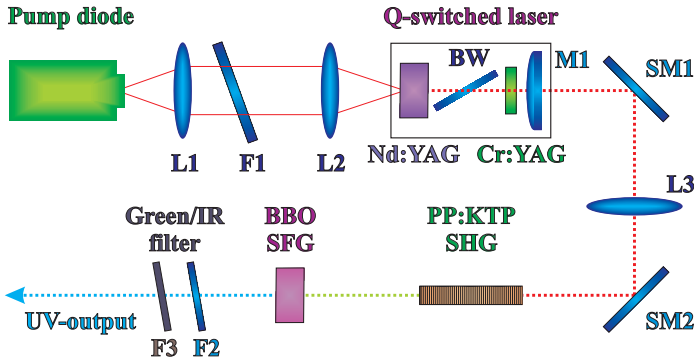 Pump diode
Q-switched laser
BW
M1
SM1
L1
F1
L2
Nd:YAG
Cr:YAG
L3
Green/IR
filter
BBO
SFG
PP:KTP
SHG
UV-output
F3
F2
SM2